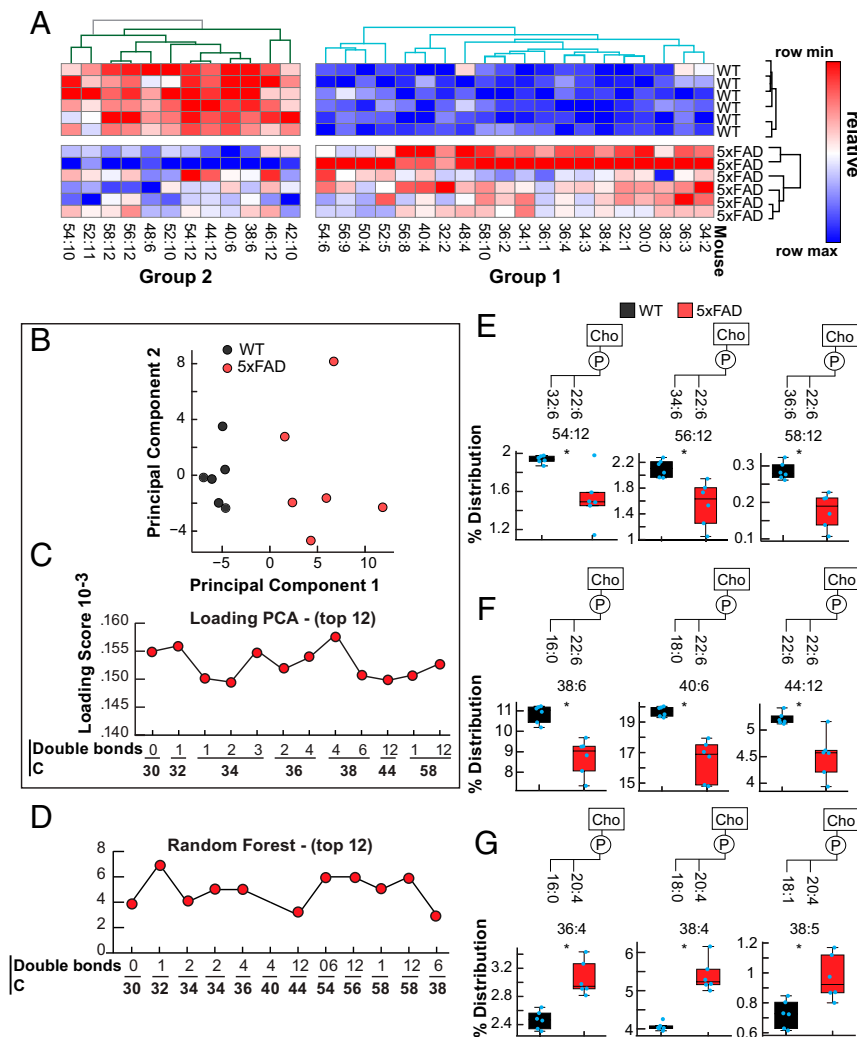 A
WT
WT
WT
WT
WT
WT
5xFAD
5xFAD
5xFAD
5xFAD
5xFAD
5xFAD
row min
relative
row max
54:10 52:11 58:12 56:12 48:6 52:10 54:12 44:12 40:6 38:6 46:12 42:10
54:6 56:9 50:4 52:5 56:8 40:4 32:2 48:4 58:10 36:2 34:1 36:1 36:4 34:3 38:4 32:1 30:0 38:2 36:3 34:2
Mouse
Group 2
Group 1
B
WT
5xFAD
Principal Component 2
8
4
0
−4
−5 0 5 10
Principal Component 1
C
Loading PCA - (top 12)
Loading Score 10-3
.160
.155
.150
.145
.140
Double bonds 0 1 1 2 3 2 4 4 6 12 1 12
C 30 32 34 36 38 44 58
D
Random Forest - (top 12)
8
6
4
2
0
Double bonds 0 1 2 2 4 4 12 06 12 1 12 6
C 30 32 34 34 36 40 44 54 56 58 58 38
WT 5xFAD
E
Cho Cho Cho
P P P
32:6 22:6 34:6 22:6 36:6 22:6
54:12 56:12 58:12
% Distribution
2
1.6
1.2
*
2.2
1.8
1.4
1
*
0.3
0.2
0.1
*
F
Cho Cho Cho
P P P
16:0 22:6 18:0 22:6 22:6 22:6
38:6 40:6 44:12
% Distribution
11
10
9
8
*
19
17
15
*
5
4.5
4
*
G
Cho Cho Cho
P P P
16:0 20:4 18:0 20:4 18:1 20:4
36:4 38:4 38:5
% Distribution
3.2
2.8
2.4
*
6
5
4
*
1.2
1
0.8
0.6
*